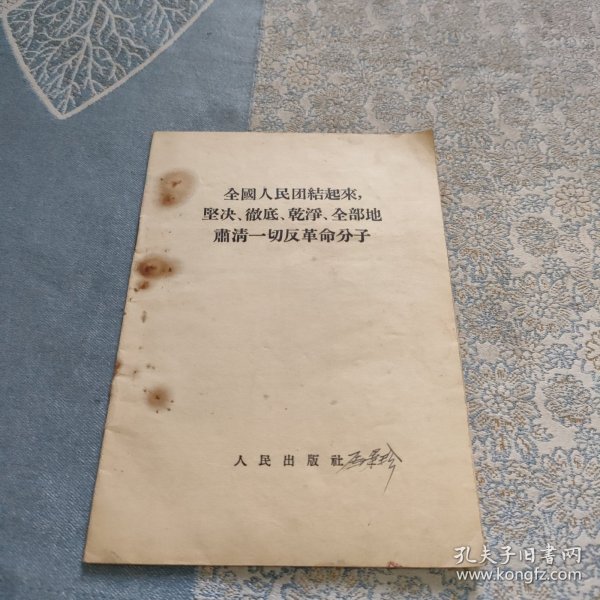 全國人民团結起來，
堅决、徹底、乾淨、全部地
肅清一切反革命分子
人民出版社
孔夫子旧书网
www.kongfz.com